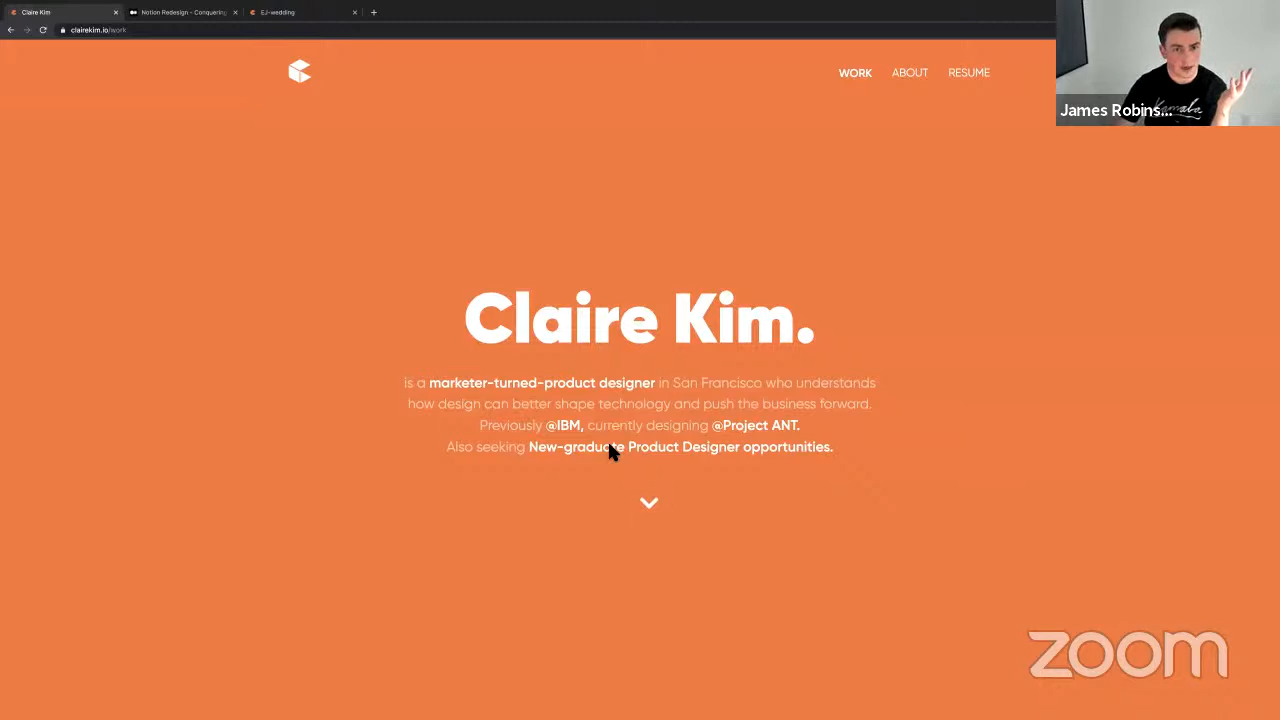 Claire Kim
Notion Redesign - Conquering
EJ-wedding
clairekim.io/work
WORK ABOUT RESUME
James Robins...
Claire Kim.
is a marketer-turned-product designer in San Francisco who understands
how design can better shape technology and push the business forward.
Previously @IBM, currently designing @Project ANT.
Also seeking New-graduate Product Designer opportunities.
zoom